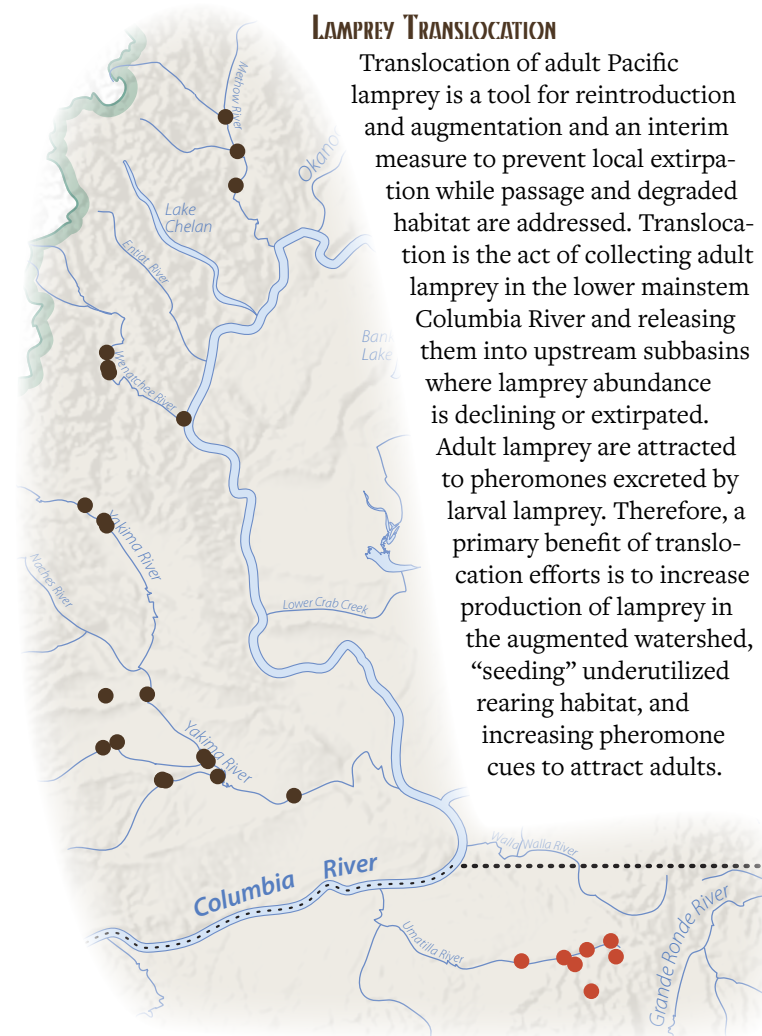 Lamprey Translocation
Translocation of adult Pacific
lamprey is a tool for reintroduction
and augmentation and an interim
measure to prevent local extirpa-
tion while passage and degraded
habitat are addressed. Transloca-
tion is the act of collecting adult
lamprey in the lower mainstem
Columbia River and releasing
them into upstream subbasins
where lamprey abundance
is declining or extirpated.
Adult lamprey are attracted
to pheromones excreted by
larval lamprey. Therefore, a
primary benefit of translo-
cation efforts is to increase
production of lamprey in
the augmented watershed,
“seeding” underutilized
rearing habitat, and
increasing pheromone
cues to attract adults.
Methow River
Okano
Lake
Chelan
Entiat River
Ban
Lake
Wenatchee River
Yakima River
Naches River
Lower Crab Creek
Yakima River
Walla Walla River
Columbia River
Umatilla River
Grande Ronde River